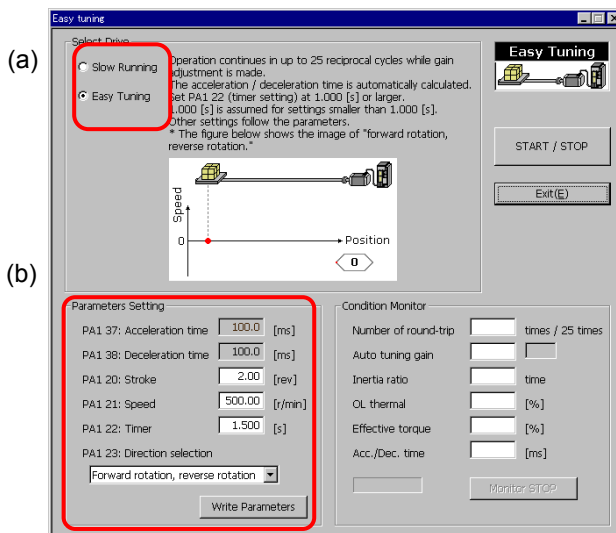 Easy tuning
(a)
Select Drive
Slow Running
Easy Tuning
Operation continues in up to 25 reciprocal cycles while gain
adjustment is made.
The acceleration / deceleration time is automatically calculated.
Set PA1 22 (timer setting) at 1.000 [s] or larger.
1.000 [s] is assumed for settings smaller than 1.000 [s].
Other settings follow the parameters.
* The figure below shows the image of "forward rotation,
reverse rotation."
Speed
0
Position
0
Easy Tuning
START / STOP
Exit(E)
(b)
Parameters Setting
PA1 37: Acceleration time 100.0 [ms]
PA1 38: Deceleration time 100.0 [ms]
PA1 20: Stroke 2.00 [rev]
PA1 21: Speed 500.00 [r/min]
PA1 22: Timer 1.500 [s]
PA1 23: Direction selection
Forward rotation, reverse rotation
Write Parameters
Condition Monitor
Number of round-trip times / 25 times
Auto tuning gain
Inertia ratio time
OL thermal [%]
Effective torque [%]
Acc./Dec. time [ms]
Monitor STOP